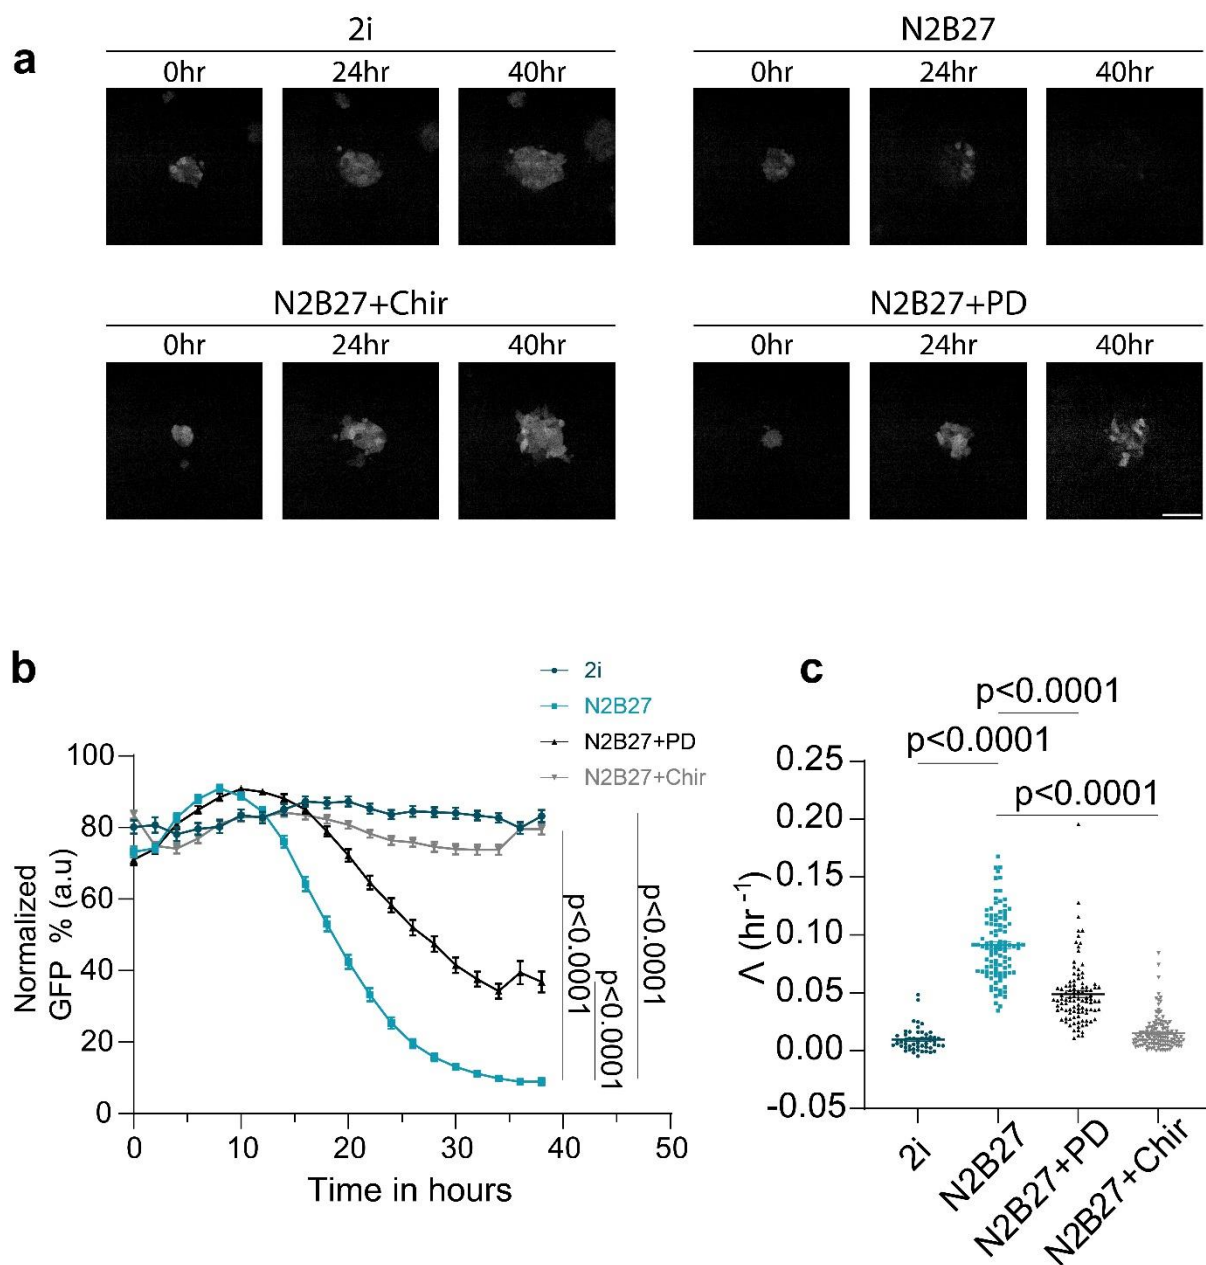 a
2i
0hr 24hr 40hr
N2B27
0hr 24hr 40hr
N2B27+Chir
0hr 24hr 40hr
N2B27+PD
0hr 24hr 40hr
b
2i
N2B27
N2B27+PD
N2B27+Chir
Normalized
GFP % (a.u)
100
80
60
40
20
0
0 10 20 30 40 50
Time in hours
p<0.0001
p<0.0001
p<0.0001
c
p<0.0001
p<0.0001
p<0.0001
Λ (hr⁻¹)
0.25
0.20
0.15
0.10
0.05
0.00
-0.05
2i
N2B27
N2B27+PD
N2B27+Chir